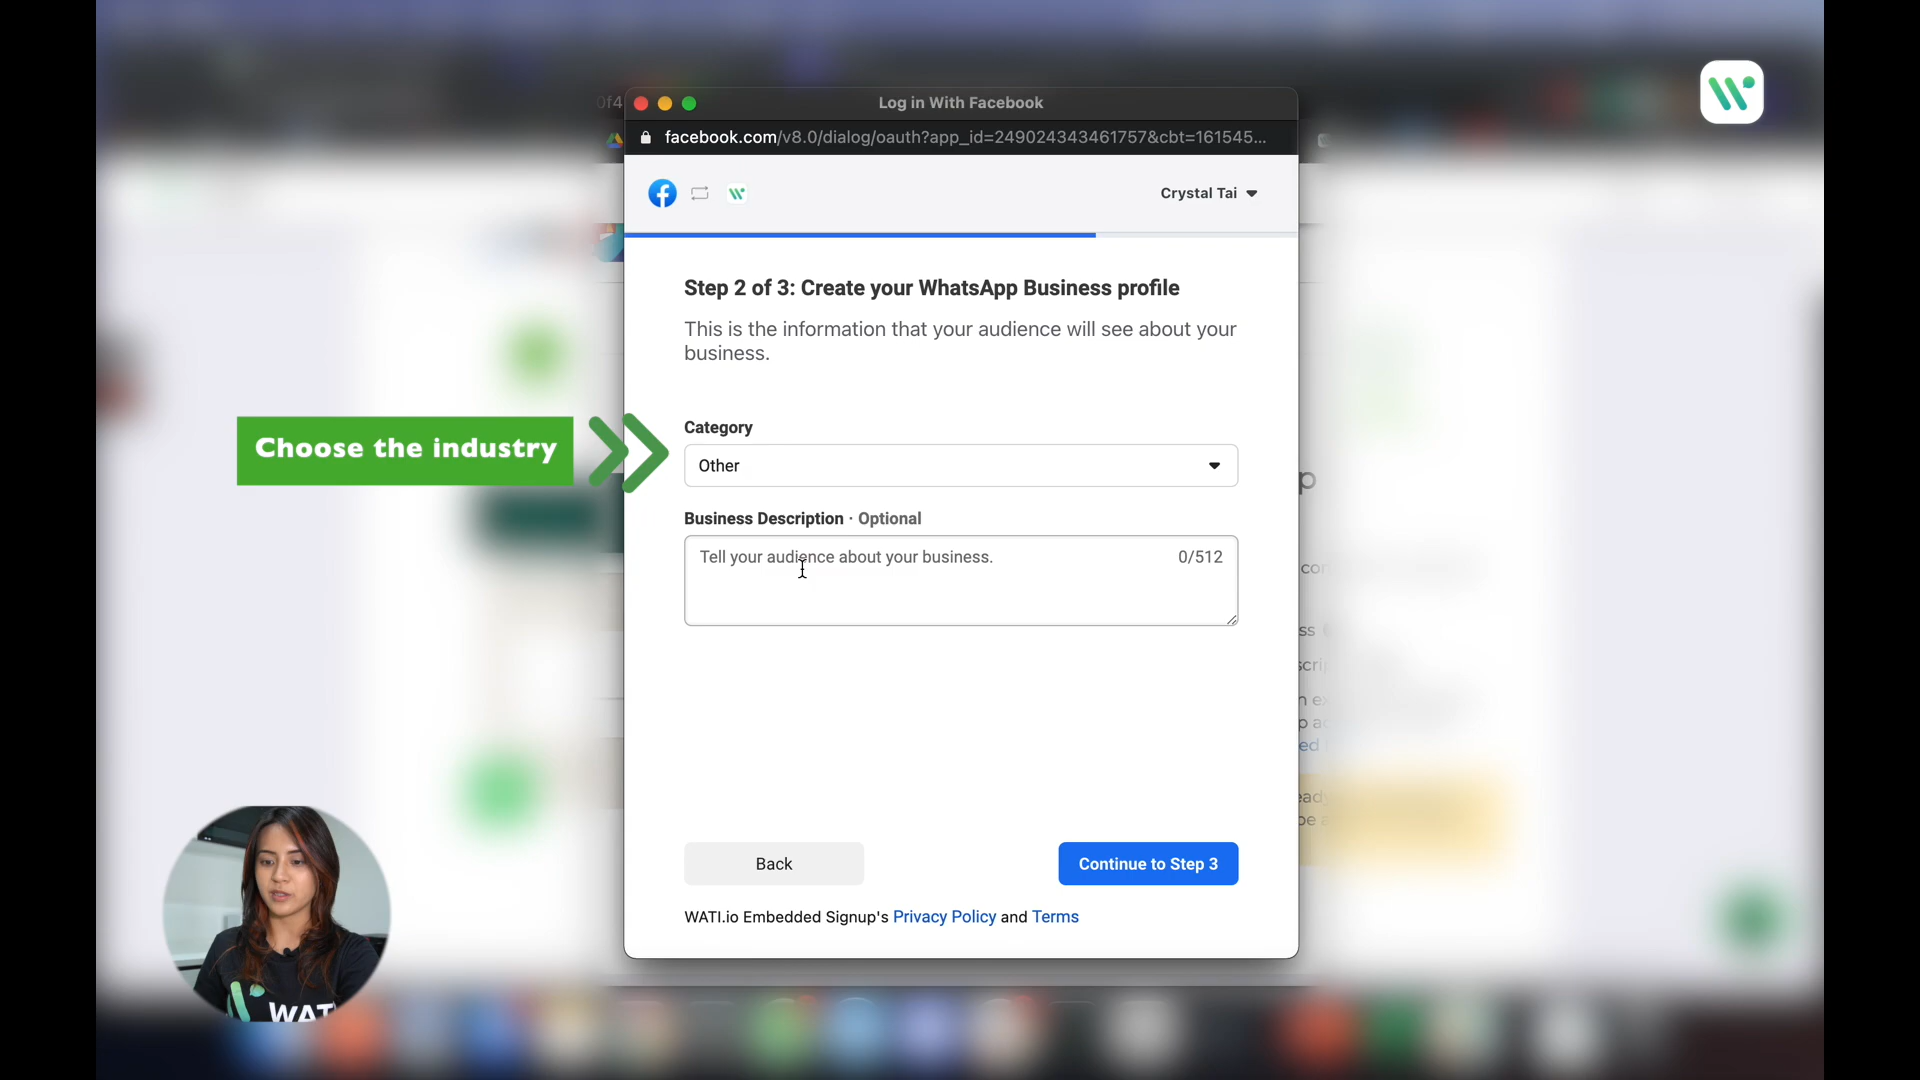 Log in With Facebook
facebook.com/v8.0/dialog/oauth?app_id=249024343461757&cbt=161545...
Crystal Tai
Step 2 of 3: Create your WhatsApp Business profile
This is the information that your audience will see about your
business.
Category
Choose the industry
Other
Business Description · Optional
Tell your audience about your business.
0/512
Back
Continue to Step 3
WATI.io Embedded Signup's Privacy Policy and Terms
WAT